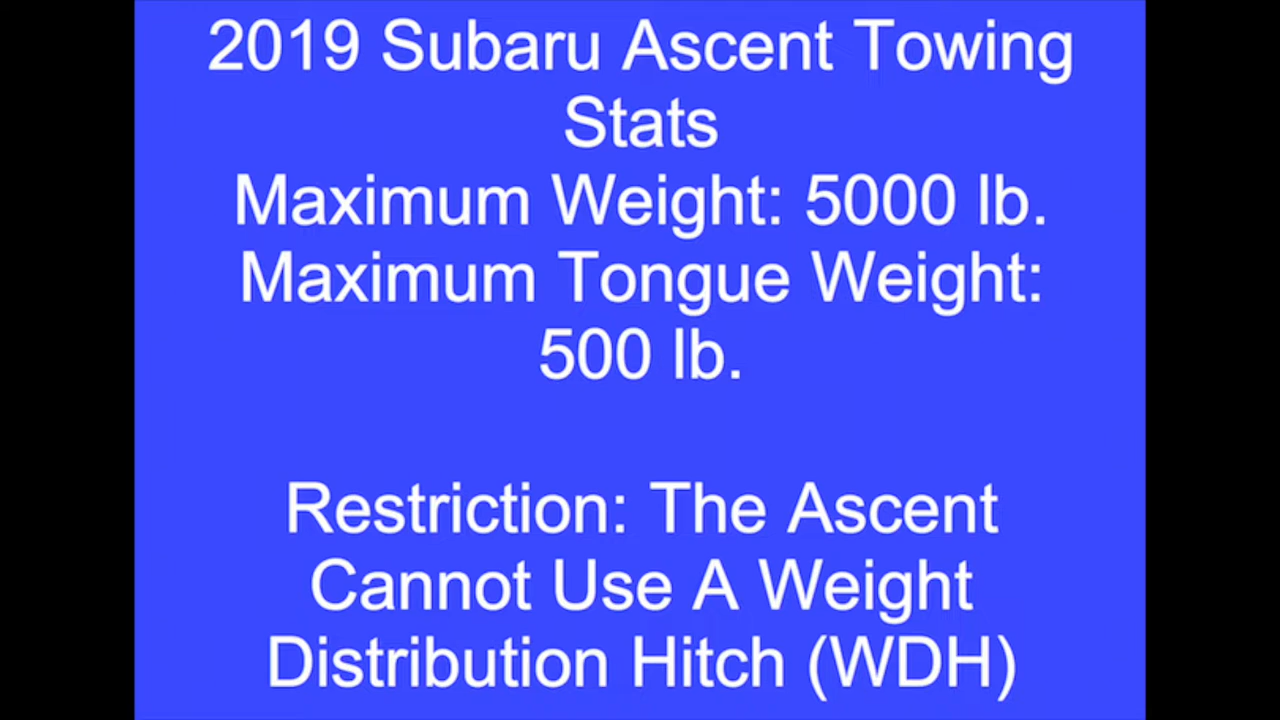 2019 Subaru Ascent Towing
Stats
Maximum Weight: 5000 lb.
Maximum Tongue Weight:
500 lb.
Restriction: The Ascent
Cannot Use A Weight
Distribution Hitch (WDH)